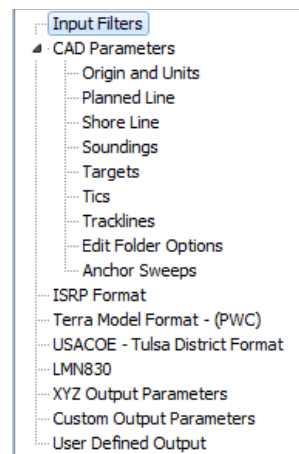 Input Filters
CAD Parameters
Origin and Units
Planned Line
Shore Line
Soundings
Targets
Tics
Tracklines
Edit Folder Options
Anchor Sweeps
ISRP Format
Terra Model Format - (PWC)
USACOE - Tulsa District Format
LMN830
XYZ Output Parameters
Custom Output Parameters
User Defined Output